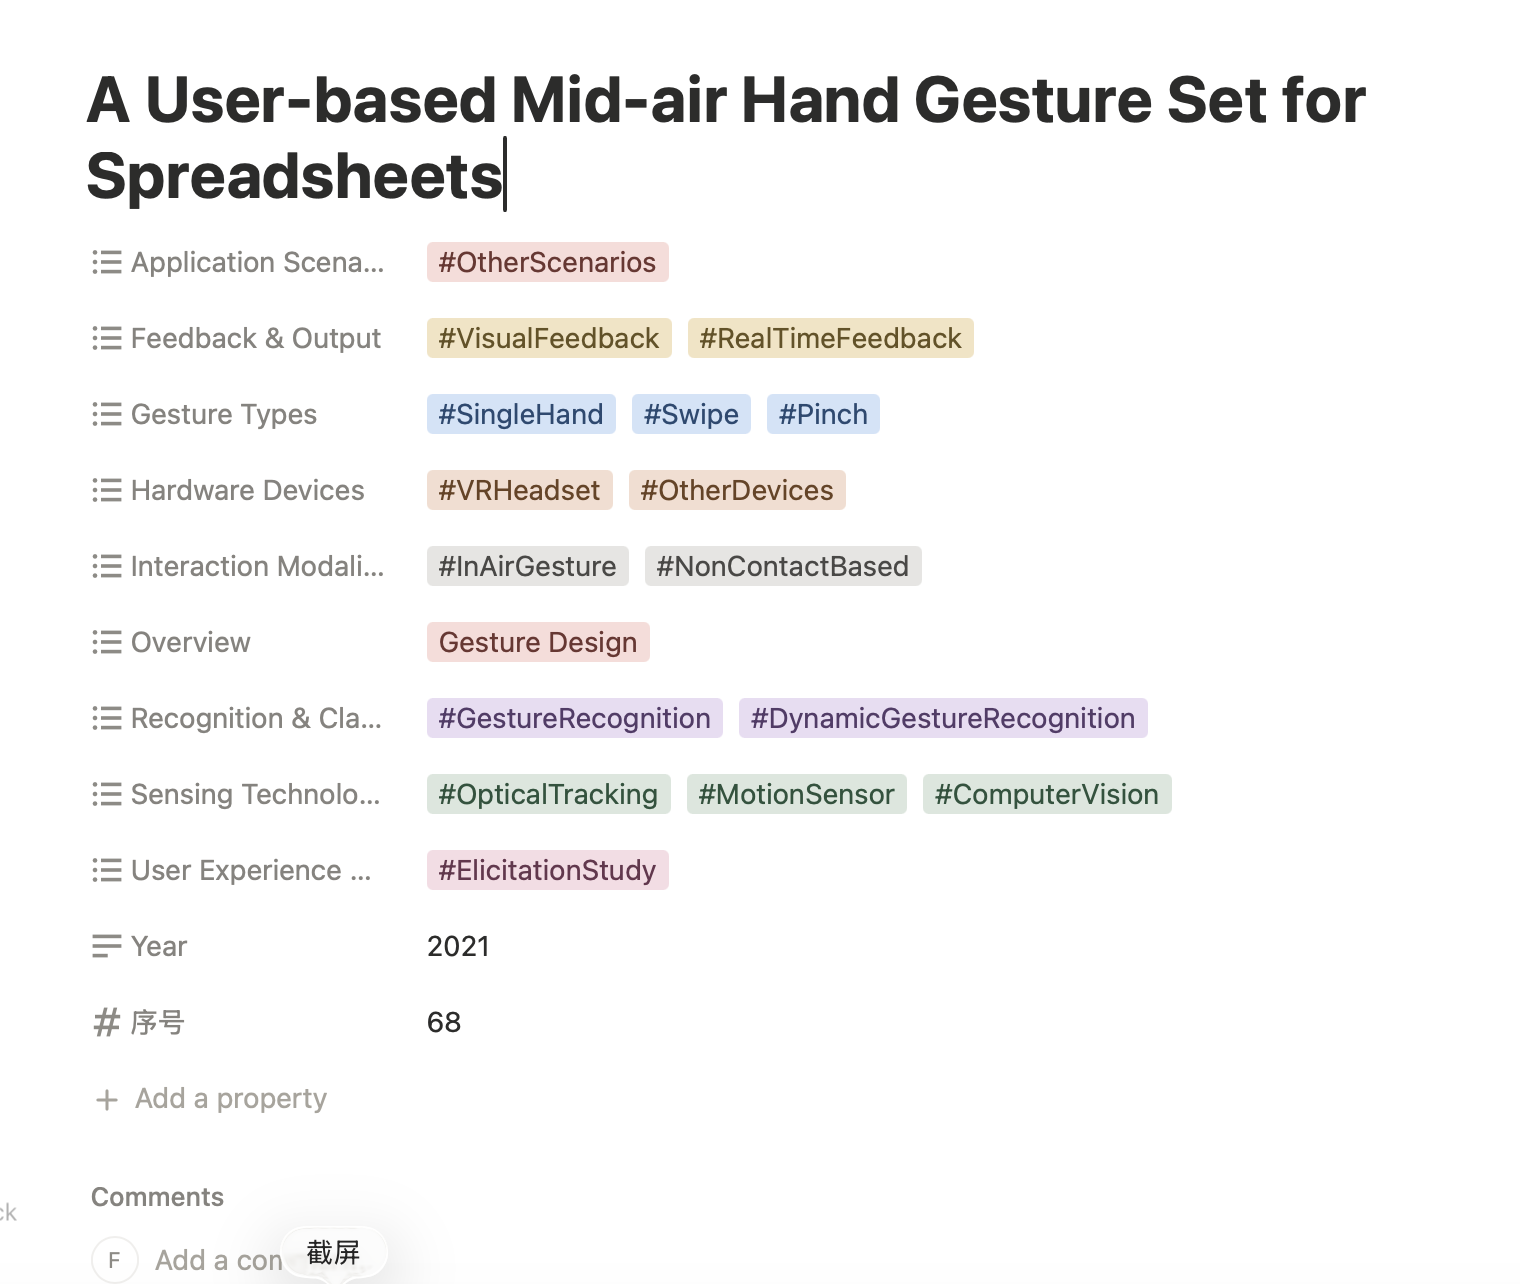 A User-based Mid-air Hand Gesture Set for
Spreadsheets
Application Scena... #OtherScenarios
Feedback & Output #VisualFeedback #RealTimeFeedback
Gesture Types #SingleHand #Swipe #Pinch
Hardware Devices #VRHeadset #OtherDevices
Interaction Modali... #InAirGesture #NonContactBased
Overview Gesture Design
Recognition & Cla... #GestureRecognition #DynamicGestureRecognition
Sensing Technolo... #OpticalTracking #MotionSensor #ComputerVision
User Experience ... #ElicitationStudy
Year 2021
# 序号 68
+ Add a property
Comments
ck
F Add a con
截屏